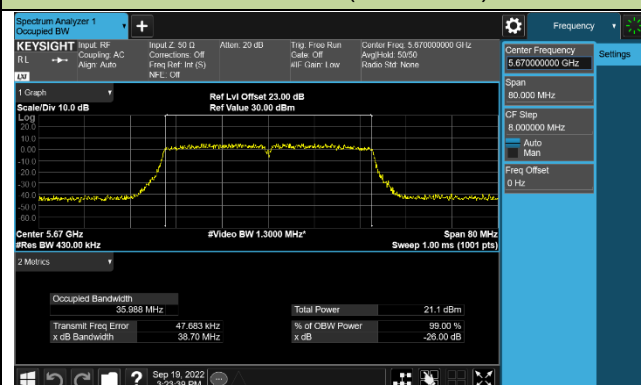 Spectrum Analyzer 1
Occupied BW
Frequency
KEYSIGHT Input: RF
R L
Coupling: AC
Align: Auto
LXI
Input Z: 50 Ω
Corrections: Off
Freq Ref: Int (S)
NFE: Off
Atten: 20 dB
Trig: Free Run
Gate: Off
#IF Gain: Low
Center Freq: 5.670000000 GHz
Avg|Hold: 50/50
Radio Std: None
Center Frequency
5.670000000 GHz
Settings
Span
80.000 MHz
CF Step
8.000000 MHz
Auto
Man
Freq Offset
0 Hz
1 Graph
Scale/Div 10.0 dB
Ref Lvl Offset 23.00 dB
Ref Value 30.00 dBm
Log
20.0
10.0
0.00
-10.0
-20.0
-30.0
-40.0
-50.0
-60.0
Center 5.67 GHz
#Video BW 1.3000 MHz*
Span 80 MHz
#Res BW 430.00 kHz
Sweep 1.00 ms (1001 pts)
2 Metrics
Occupied Bandwidth
35.988 MHz
Total Power 21.1 dBm
Transmit Freq Error 47.683 kHz
% of OBW Power 99.00 %
x dB Bandwidth 38.70 MHz
x dB -26.00 dB
Sep 19, 2022
3:23:39 PM